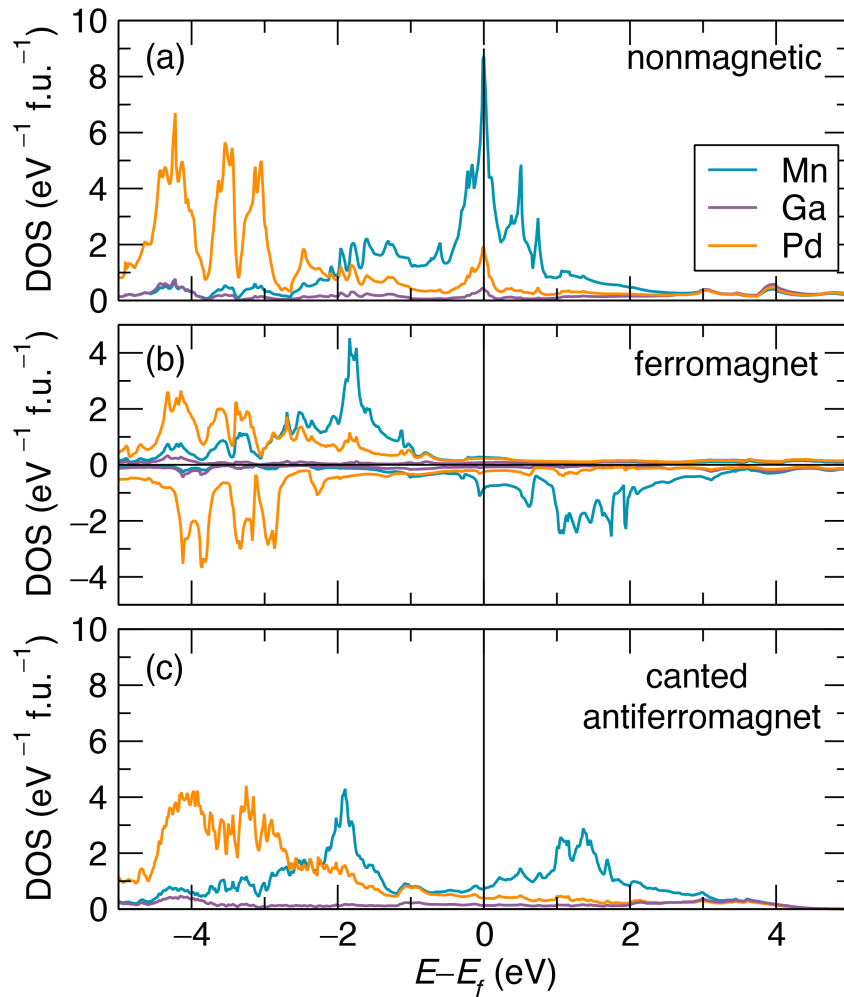 10
(a)
nonmagnetic
8
6
Mn
Ga
Pd
4
2
0
DOS (eV⁻¹ f.u.⁻¹)
4
(b)
ferromagnet
2
0
−2
−4
DOS (eV⁻¹ f.u.⁻¹)
10
(c)
canted
antiferromagnet
8
6
4
2
0
DOS (eV⁻¹ f.u.⁻¹)
−4 −2 0 2 4
E−E_f (eV)